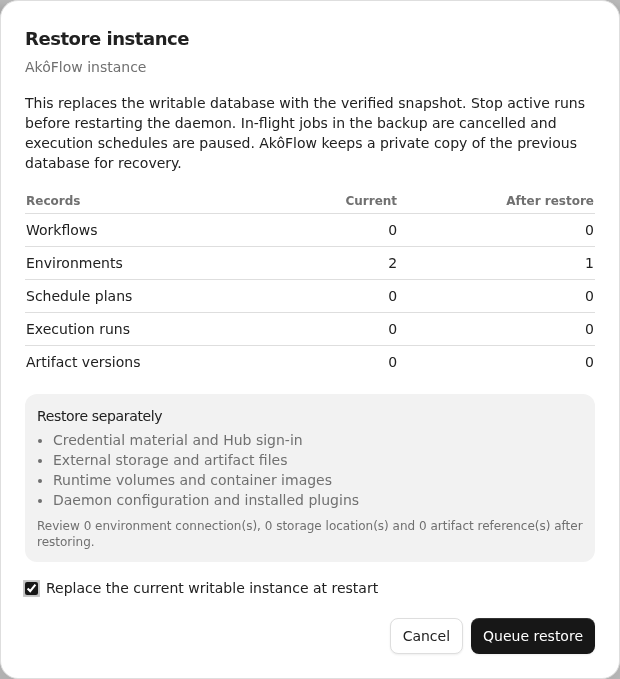 Restore instance
AkôFlow instance
This replaces the writable database with the verified snapshot. Stop active runs
before restarting the daemon. In-flight jobs in the backup are cancelled and
execution schedules are paused. AkôFlow keeps a private copy of the previous
database for recovery.
Records Current After restore
Workflows 0 0
Environments 2 1
Schedule plans 0 0
Execution runs 0 0
Artifact versions 0 0
Restore separately
• Credential material and Hub sign-in
• External storage and artifact files
• Runtime volumes and container images
• Daemon configuration and installed plugins
Review 0 environment connection(s), 0 storage location(s) and 0 artifact reference(s) after
restoring.
Replace the current writable instance at restart
Cancel Queue restore